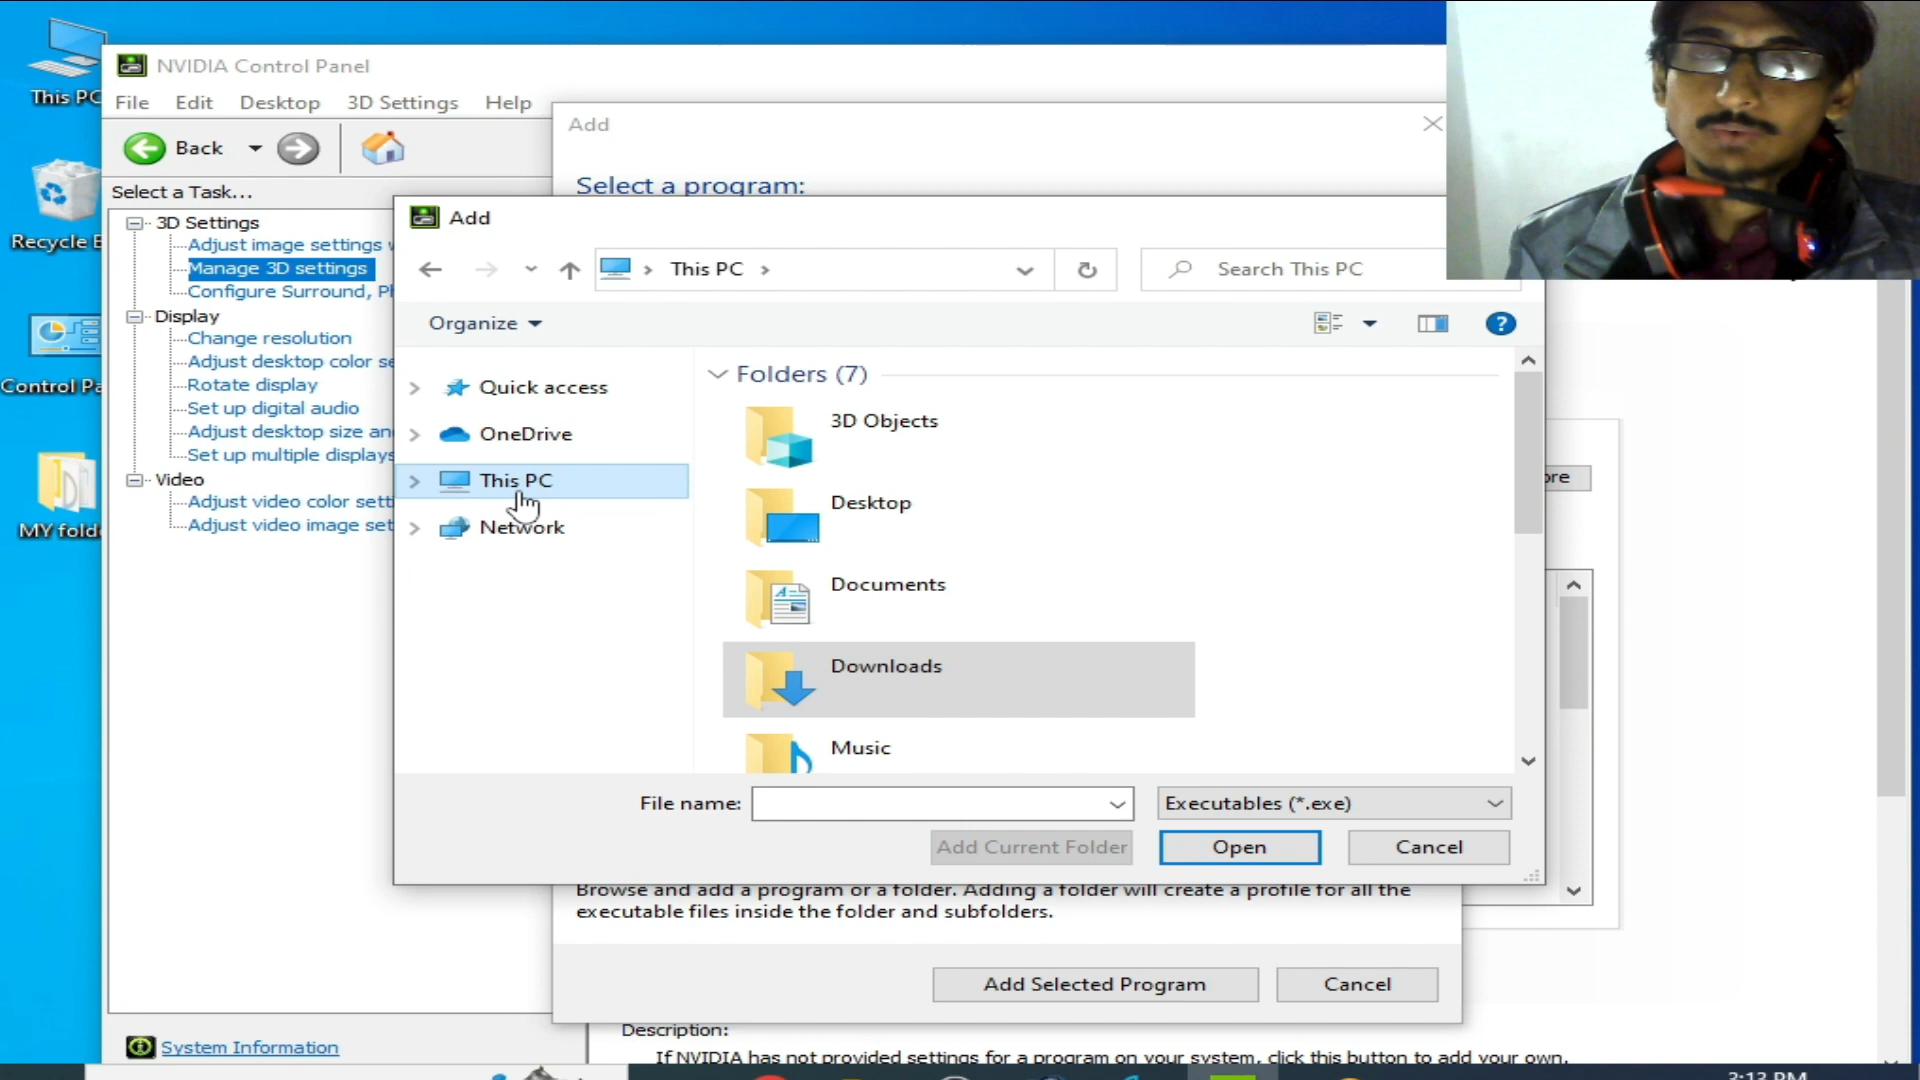 This PC
Recycle B
Control Pa
MY folde
NVIDIA Control Panel
File Edit Desktop 3D Settings Help
Back
Select a Task...
3D Settings
Adjust image settings w
Manage 3D settings
Configure Surround, Ph
Display
Change resolution
Adjust desktop color se
Rotate display
Set up digital audio
Adjust desktop size an
Set up multiple displays
Video
Adjust video color sett
Adjust video image set
System Information
Add
Select a program:
Add
This PC
Search This PC
Organize
?
Quick access
OneDrive
This PC
Network
Folders (7)
3D Objects
Desktop
Documents
Downloads
Music
File name:
Executables (*.exe)
Add Current Folder
Open
Cancel
ore
Browse and add a program or a folder. Adding a folder will create a profile for all the
executable files inside the folder and subfolders.
Add Selected Program
Cancel
Description:
If NVIDIA has not provided settings for a program on your system, click this button to add your own.
3:13 PM